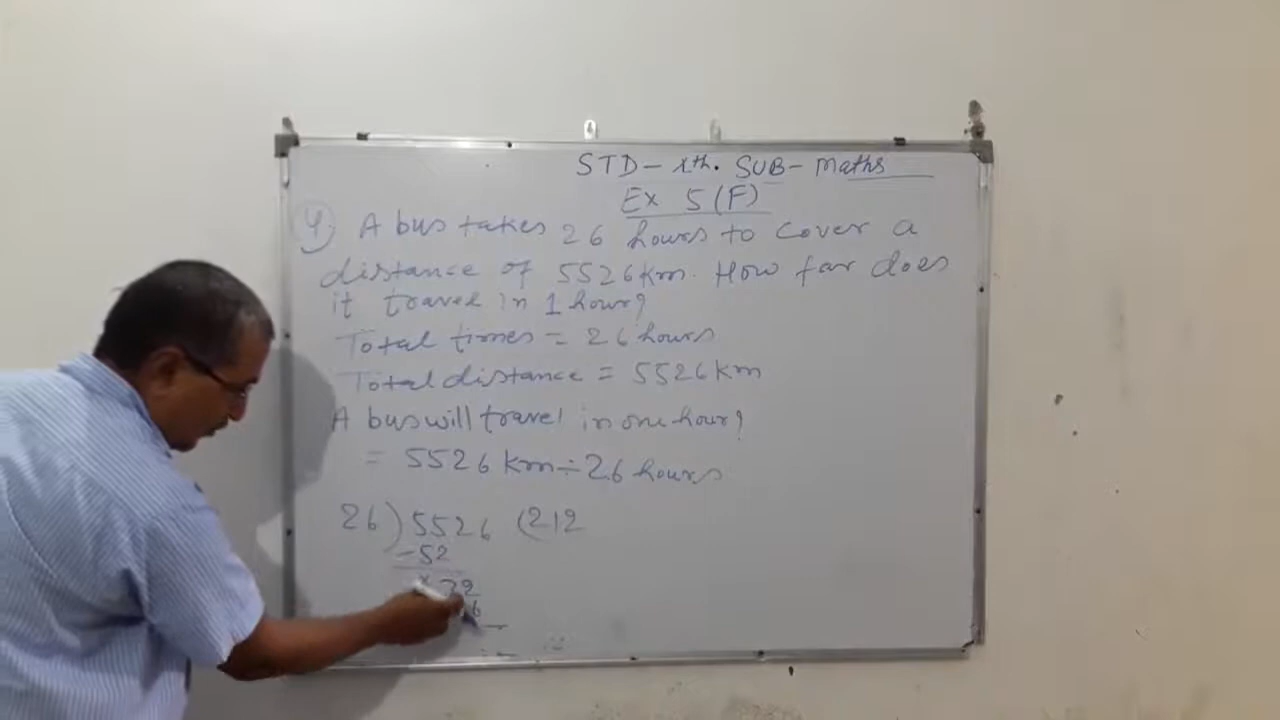 STD - 4th. SUB - Maths
Ex 5 (F)
4) A bus takes 26 hours to cover a
distance of 5526 km. How far does
it travel in 1 hour?
Total times = 26 hours
Total distance = 5526 km
A bus will travel in one hour?
= 5526 km ÷ 26 hours
26 ) 5526 ( 212
- 52
× 32